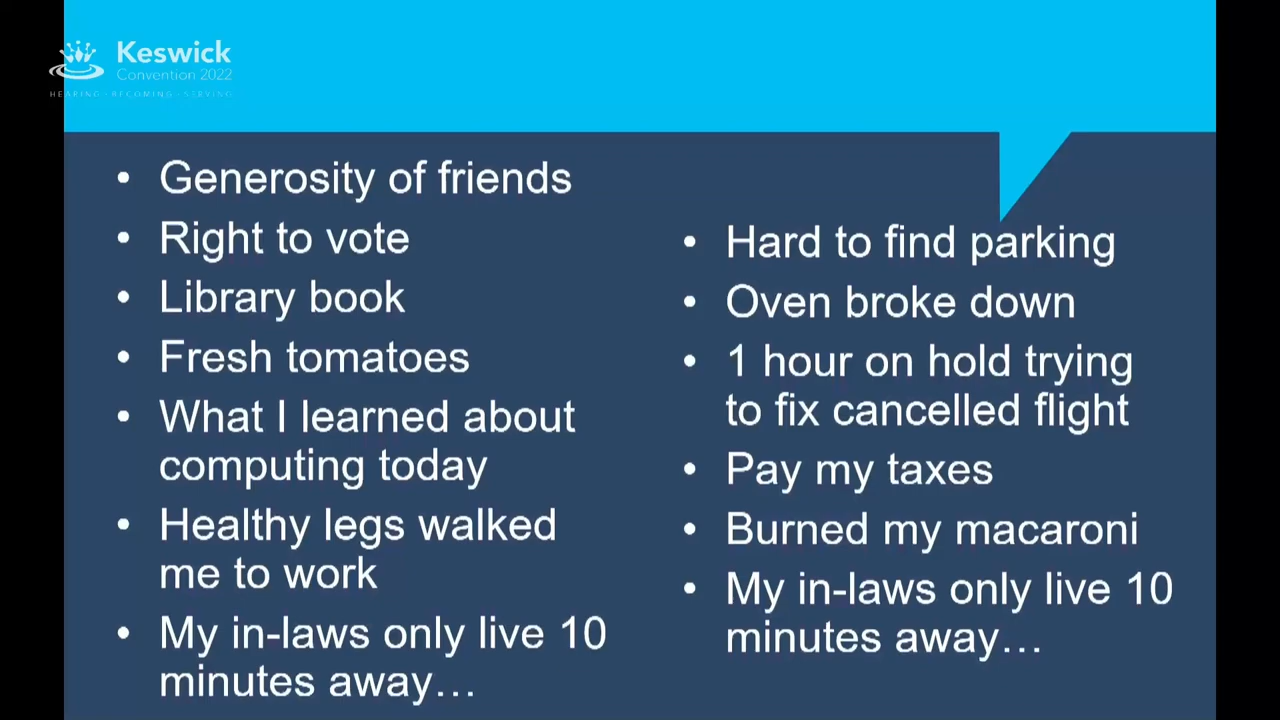 Keswick
Convention 2022
HEARING · BECOMING · SERVING
• Generosity of friends
• Right to vote
• Library book
• Fresh tomatoes
• What I learned about
computing today
• Healthy legs walked
me to work
• My in-laws only live 10
minutes away…
• Hard to find parking
• Oven broke down
• 1 hour on hold trying
to fix cancelled flight
• Pay my taxes
• Burned my macaroni
• My in-laws only live 10
minutes away…